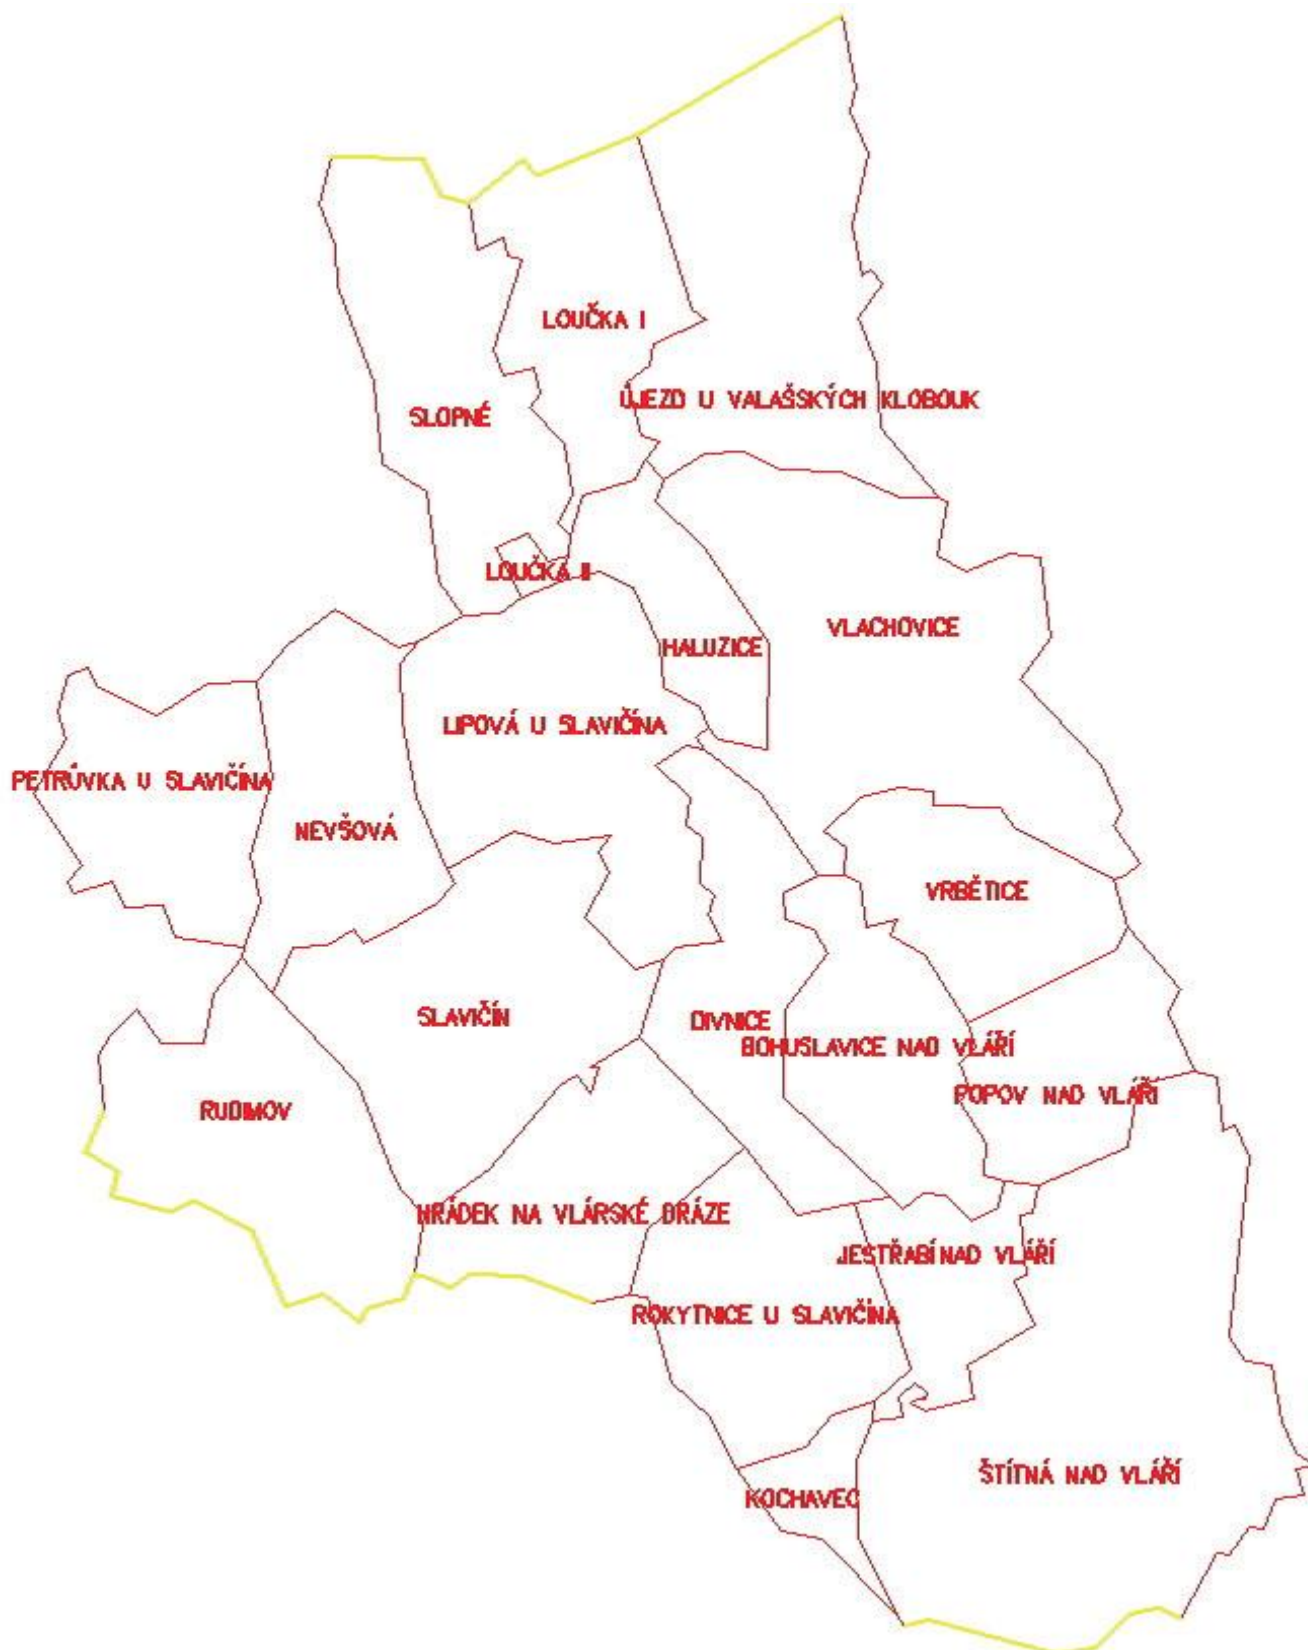 LOUČKA I
ÚJEZD U VALAŠSKÝCH KLOBOUK
SLOPNÉ
LOUČKA II
VLACHOVICE
HALUZICE
LIPOVÁ U SLAVIČÍNA
PETRŮVKA U SLAVIČÍNA
NEVŠOVÁ
VRBĚTICE
SLAVIČÍN
DIVNICE
BOHUSLAVICE NAD VLÁŘÍ
POPOV NAD VLÁŘÍ
RUDIMOV
HRÁDEK NA VLÁRSKÉ DRÁZE
JESTŘABÍ NAD VLÁŘÍ
ROKYTNICE U SLAVIČÍNA
ŠTÍTNÁ NAD VLÁŘÍ
KOCHAVEC